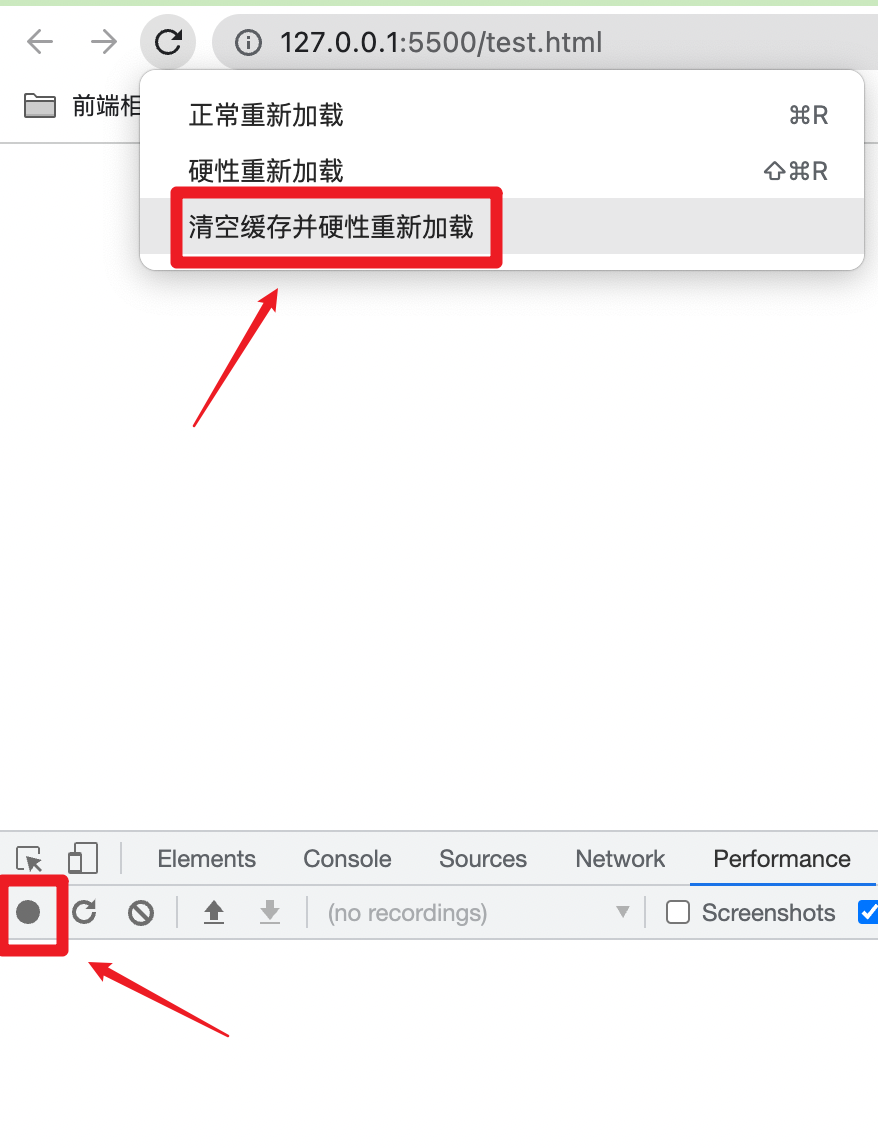 127.0.0.1:5500/test.html
前端相
正常重新加载 ⌘R
硬性重新加载 ⇧⌘R
清空缓存并硬性重新加载
Elements Console Sources Network Performance
(no recordings) Screenshots